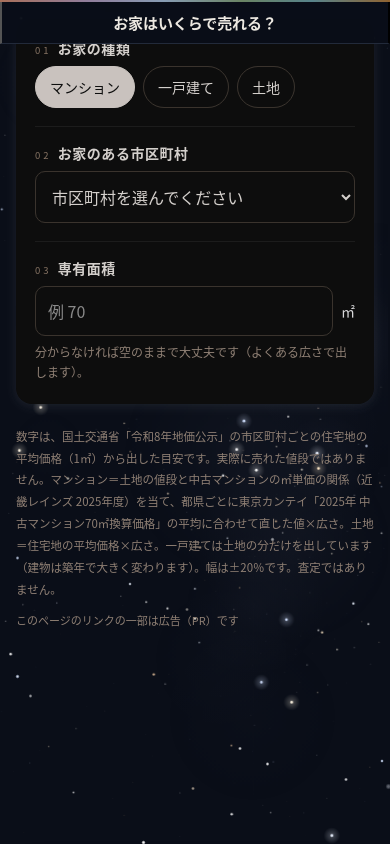 お家はいくらで売れる？
01 お家の種類
マンション
一戸建て
土地
02 お家のある市区町村
市区町村を選んでください
03 専有面積
例 70
㎡
分からなければ空のままで大丈夫です（よくある広さで出
します）。
数字は、国土交通省「令和8年地価公示」の市区町村ごとの住宅地の
平均価格（1㎡）から出した目安です。実際に売れた値段ではありま
せん。マンション＝土地の値段と中古マンションの㎡単価の関係（近
畿レインズ 2025年度）を当て、都県ごとに東京カンテイ「2025年 中
古マンション70㎡換算価格」の平均に合わせて直した値×広さ。土地
＝住宅地の平均価格×広さ。一戸建ては土地の分だけを出しています
（建物は築年で大きく変わります）。幅は±20%です。査定ではあり
ません。
このページのリンクの一部は広告（PR）です